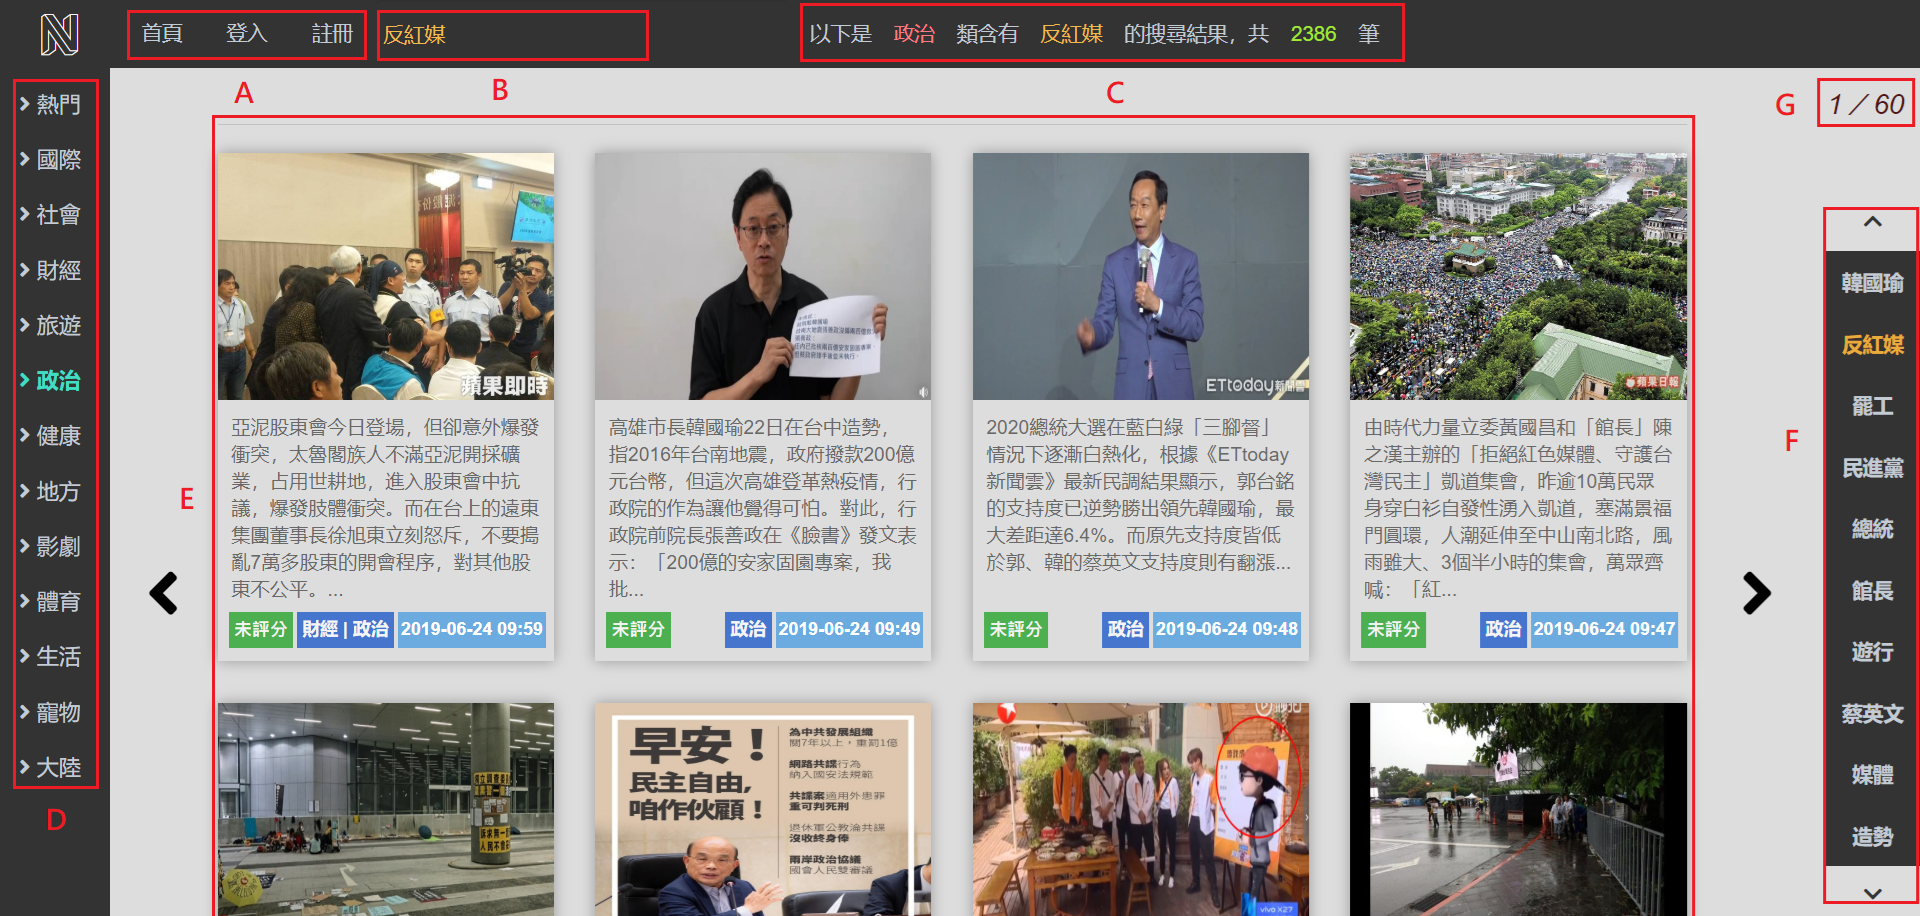 首頁 登入 註冊
反紅媒
以下是 政治 類含有 反紅媒 的搜尋結果，共 2386 筆
A
B
C
G
1 / 60
熱門
國際
社會
財經
旅遊
政治
健康
地方
影劇
體育
生活
寵物
大陸
D
E
蘋果即時
亞泥股東會今日登場，但卻意外爆發
衝突，太魯閣族人不滿亞泥開採礦
業，占用世耕地，進入股東會中抗
議，爆發肢體衝突。而在台上的遠東
集團董事長徐旭東立刻怒斥，不要搗
亂7萬多股東的開會程序，對其他股
東不公平。...
未評分 財經 | 政治 2019-06-24 09:59
高雄市長韓國瑜22日在台中造勢，
指2016年台南地震，政府撥款200億
元台幣，但這次高雄登革熱疫情，行
政院的作為讓他覺得可怕。對此，行
政院前院長張善政在《臉書》發文表
示：「200億的安家固園專案，我
批...
未評分 政治 2019-06-24 09:49
ETtoday新聞雲
2020總統大選在藍白綠「三腳督」
情況下逐漸白熱化，根據《ETtoday
新聞雲》最新民調結果顯示，郭台銘
的支持度已逆勢勝出領先韓國瑜，最
大差距達6.4%。而原先支持度皆低
於郭、韓的蔡英文支持度則有翻漲...
未評分 政治 2019-06-24 09:48
蘋果日報
由時代力量立委黃國昌和「館長」陳
之漢主辦的「拒絕紅色媒體、守護台
灣民主」凱道集會，昨逾10萬民眾
身穿白衫自發性湧入凱道，塞滿景福
門圓環，人潮延伸至中山南北路，風
雨雖大、3個半小時的集會，萬眾齊
喊：「紅...
未評分 政治 2019-06-24 09:47
早安！
民主自由，
咱作伙顧！
為中共發展組織
關7年以上，重罰1億
網路共諜行為
納入國安法規範
共諜案適用外患罪
重可判死刑
退休軍公教淪共諜
沒收終身俸
兩岸政治協議
國會人民雙審議
vivo X27
F
韓國瑜
反紅媒
罷工
民進黨
總統
館長
遊行
蔡英文
媒體
造勢